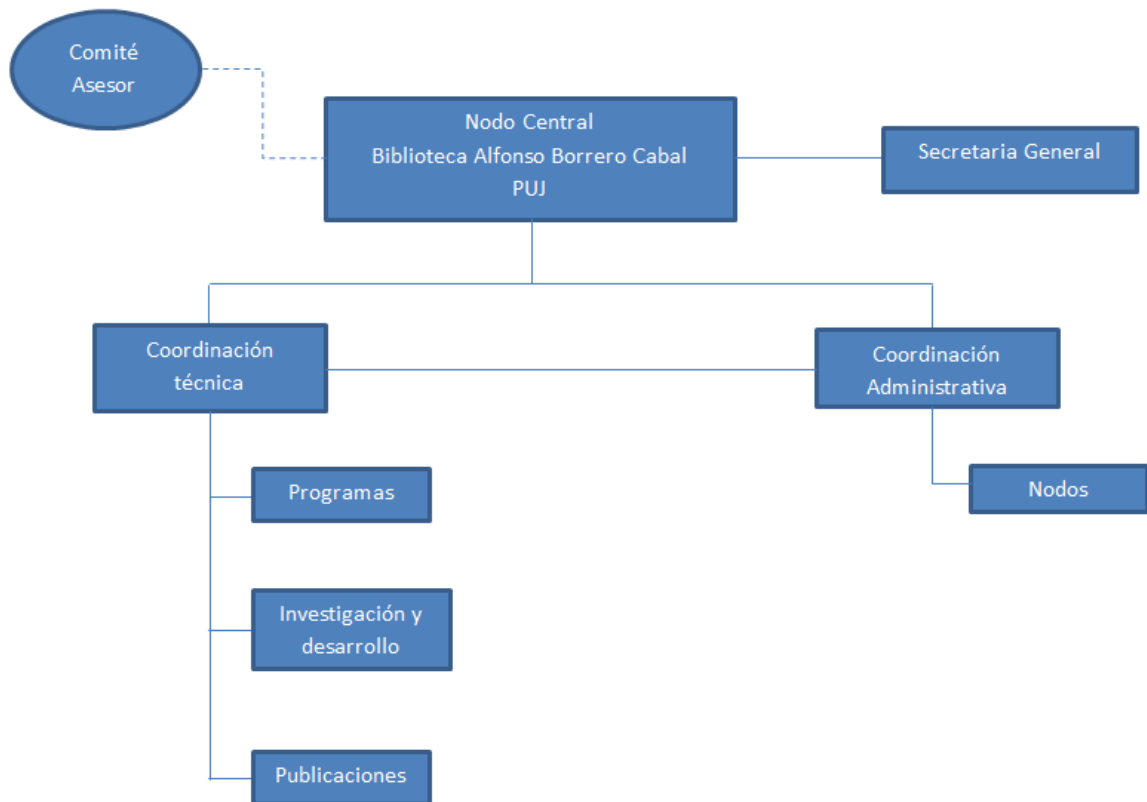 Comité
Asesor
Nodo Central
Biblioteca Alfonso Borrero Cabal
PUJ
Secretaria General
Coordinación
técnica
Coordinación
Administrativa
Programas
Nodos
Investigación y
desarrollo
Publicaciones